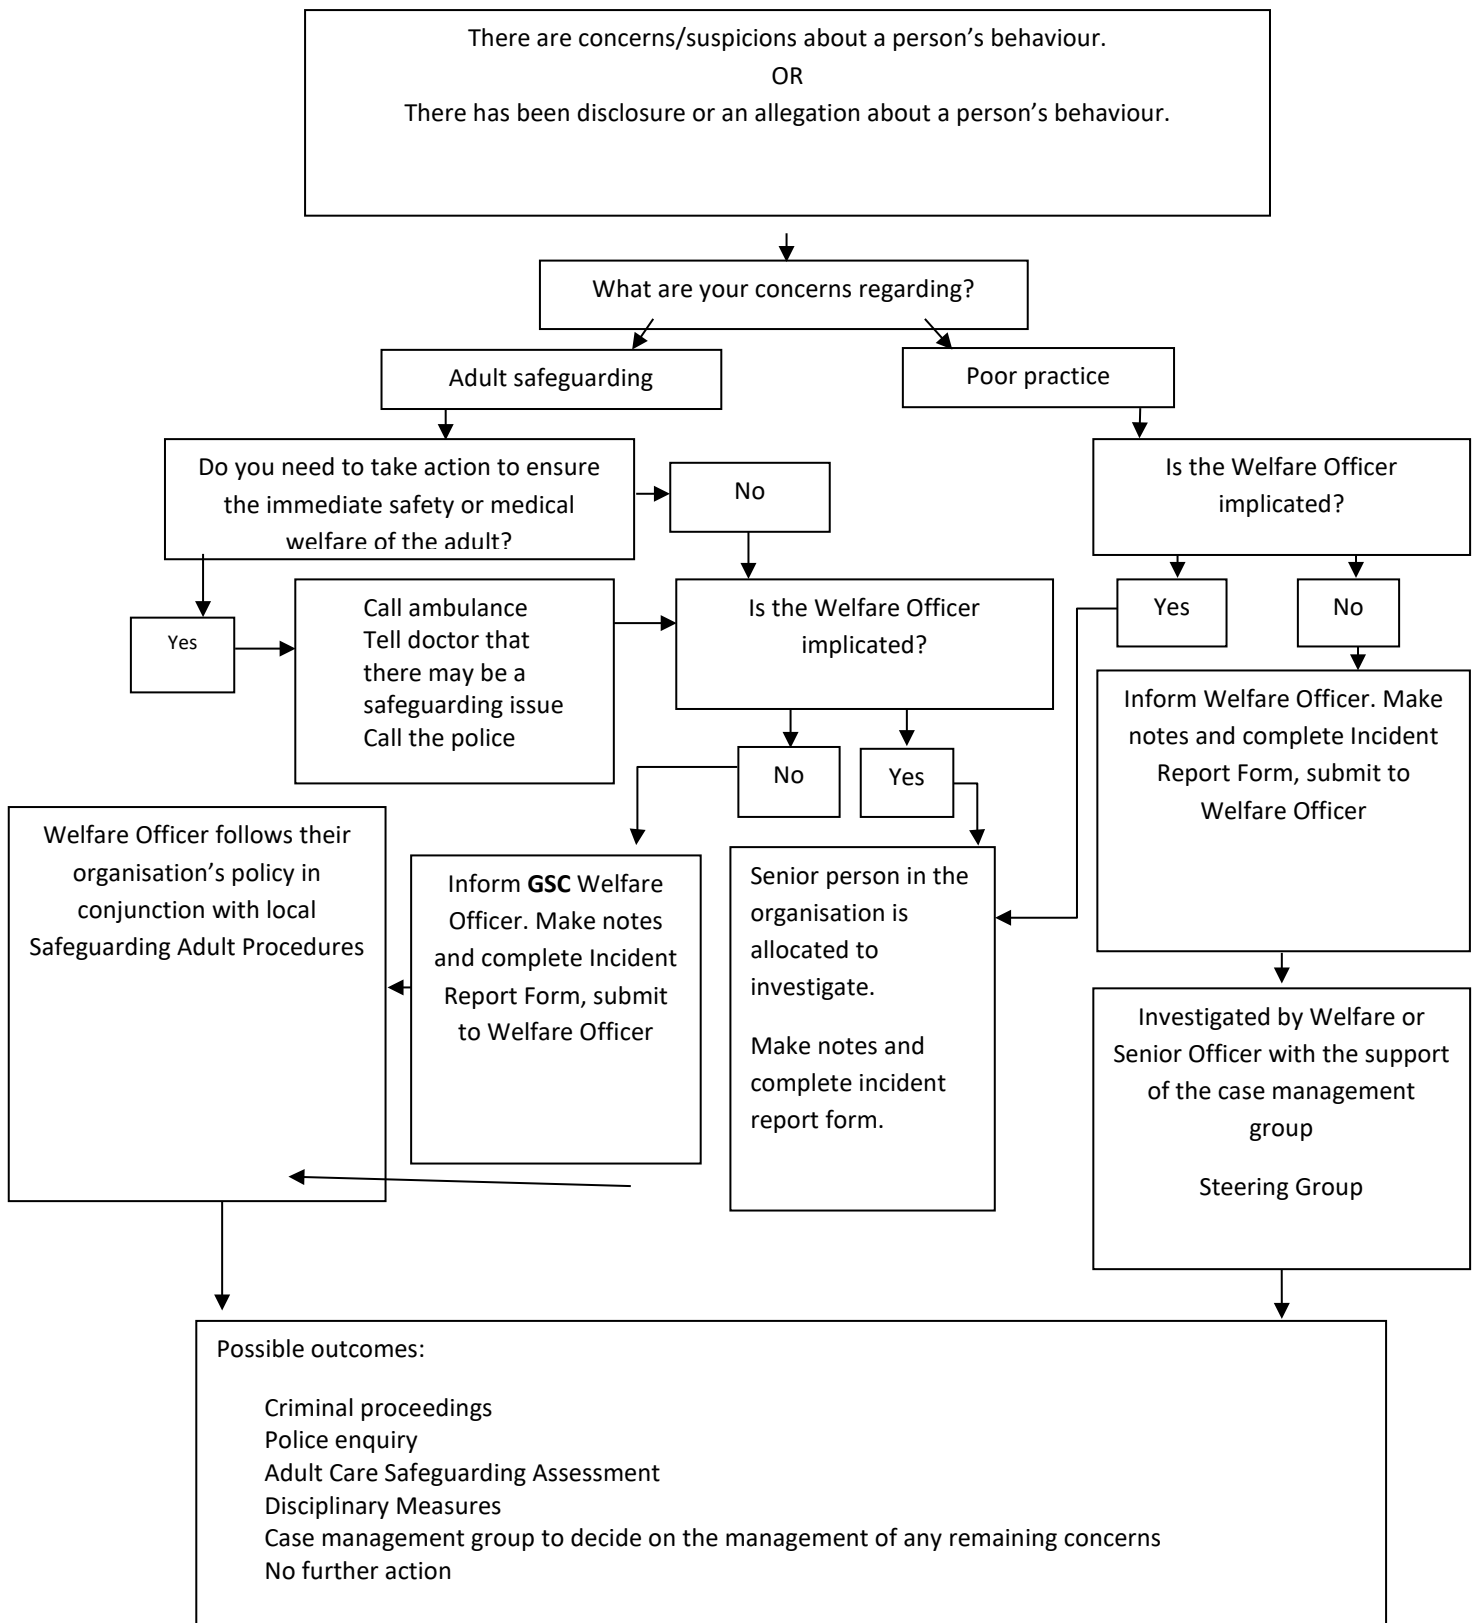 There are concerns/suspicions about a person’s behaviour.
OR
There has been disclosure or an allegation about a person’s behaviour.
What are your concerns regarding?
Adult safeguarding
Poor practice
Do you need to take action to ensure
the immediate safety or medical
welfare of the adult?
No
Is the Welfare Officer
implicated?
Yes
No
Yes
Call ambulance
Tell doctor that
there may be a
safeguarding issue
Call the police
Is the Welfare Officer
implicated?
No
Yes
Inform Welfare Officer. Make
notes and complete Incident
Report Form, submit to
Welfare Officer
Welfare Officer follows their
organisation’s policy in
conjunction with local
Safeguarding Adult Procedures
Inform GSC Welfare
Officer. Make notes
and complete Incident
Report Form, submit
to Welfare Officer
Senior person in the
organisation is
allocated to
investigate.
Make notes and
complete incident
report form.
Investigated by Welfare or
Senior Officer with the support
of the case management
group
Steering Group
Possible outcomes:
Criminal proceedings
Police enquiry
Adult Care Safeguarding Assessment
Disciplinary Measures
Case management group to decide on the management of any remaining concerns
No further action